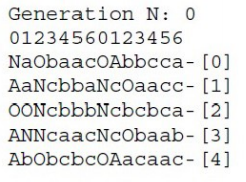 Generation N: 0
01234560123456
NaObaacOAbbcca-[0]
AaNcbbaNcOaacc-[1]
OONcbbbNcbcbca-[2]
ANNcaacNcObaab-[3]
AbObcbcOAacaac-[4]